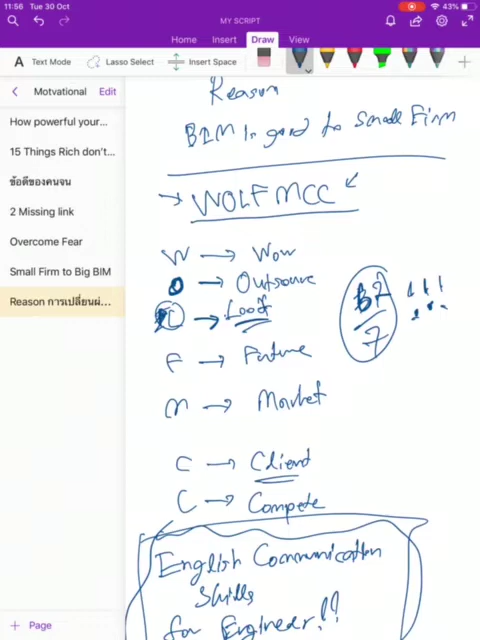 11:56 Tue 30 Oct
43%
MY SCRIPT
Home Insert Draw View
Text Mode Lasso Select Insert Space
Motvational Edit
How powerful your...
15 Things Rich don't...
ข้อดีของคนจน
2 Missing link
Overcome Fear
Small Firm to Big BIM
Reason การเปลี่ยนผ่...
Page
Reason
BIM is good to Small Firm
→ WOLFMCC
W → Wow
O → Outsource
L → Look
F → Future
M → Market
C → Client
C → Compete
B2
7
!!!
English Communication
Skills
for Engineer!!